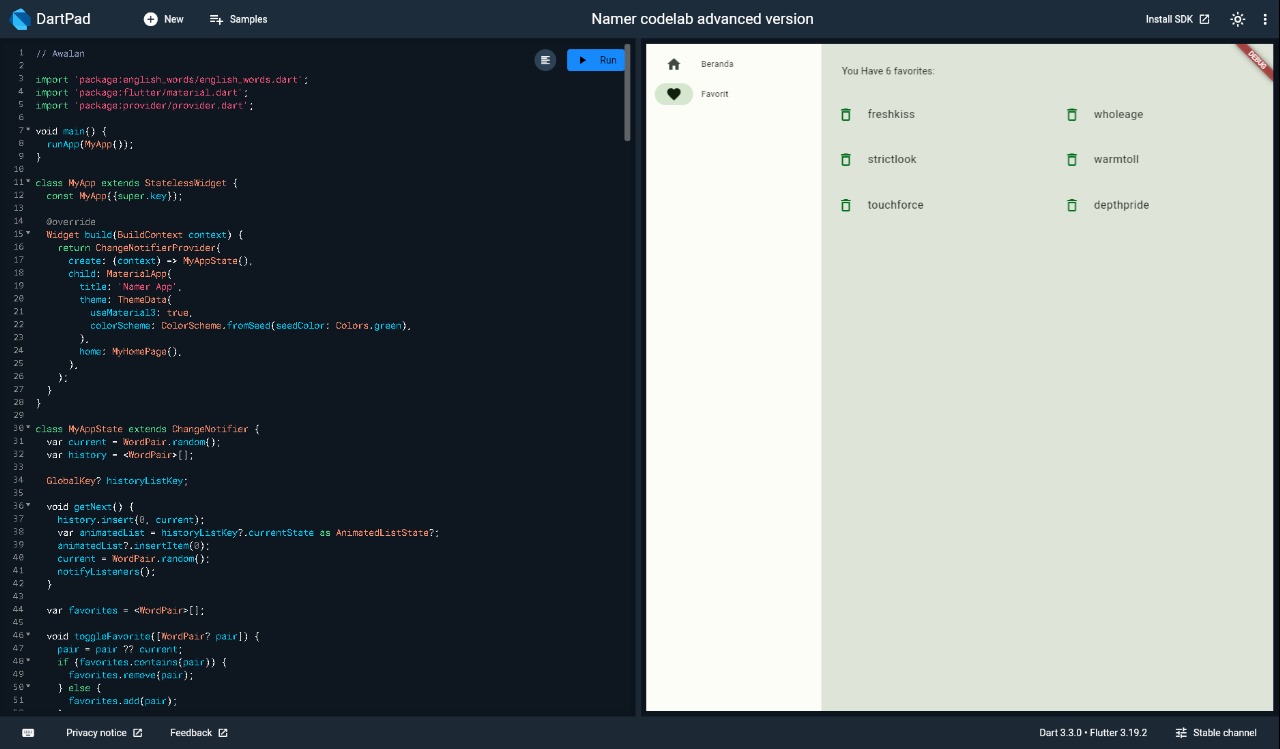 DartPad
New
Samples
Namer codelab advanced version
Install SDK
Run
1 // Awalan
2
3 import 'package:english_words/english_words.dart';
4 import 'package:flutter/material.dart';
5 import 'package:provider/provider.dart';
6
7 void main() {
8 runApp(MyApp());
9 }
10
11 class MyApp extends StatelessWidget {
12 const MyApp({super.key});
13
14 @override
15 Widget build(BuildContext context) {
16 return ChangeNotifierProvider(
17 create: (context) => MyAppState(),
18 child: MaterialApp(
19 title: 'Namer App',
20 theme: ThemeData(
21 useMaterial3: true,
22 colorScheme: ColorScheme.fromSeed(seedColor: Colors.green),
23 ),
24 home: MyHomePage(),
25 ),
26 );
27 }
28 }
29
30 class MyAppState extends ChangeNotifier {
31 var current = WordPair.random();
32 var history = <WordPair>[];
33
34 GlobalKey? historyListKey;
35
36 void getNext() {
37 history.insert(0, current);
38 var animatedList = historyListKey?.currentState as AnimatedListState?;
39 animatedList?.insertItem(0);
40 current = WordPair.random();
41 notifyListeners();
42 }
43
44 var favorites = <WordPair>[];
45
46 void toggleFavorite([WordPair? pair]) {
47 pair = pair ?? current;
48 if (favorites.contains(pair)) {
49 favorites.remove(pair);
50 } else {
51 favorites.add(pair);
Beranda
Favorit
You Have 6 favorites:
DEBUG
freshkiss
wholeage
strictlook
warmtoll
touchforce
depthpride
Privacy notice
Feedback
Dart 3.3.0 • Flutter 3.19.2
Stable channel